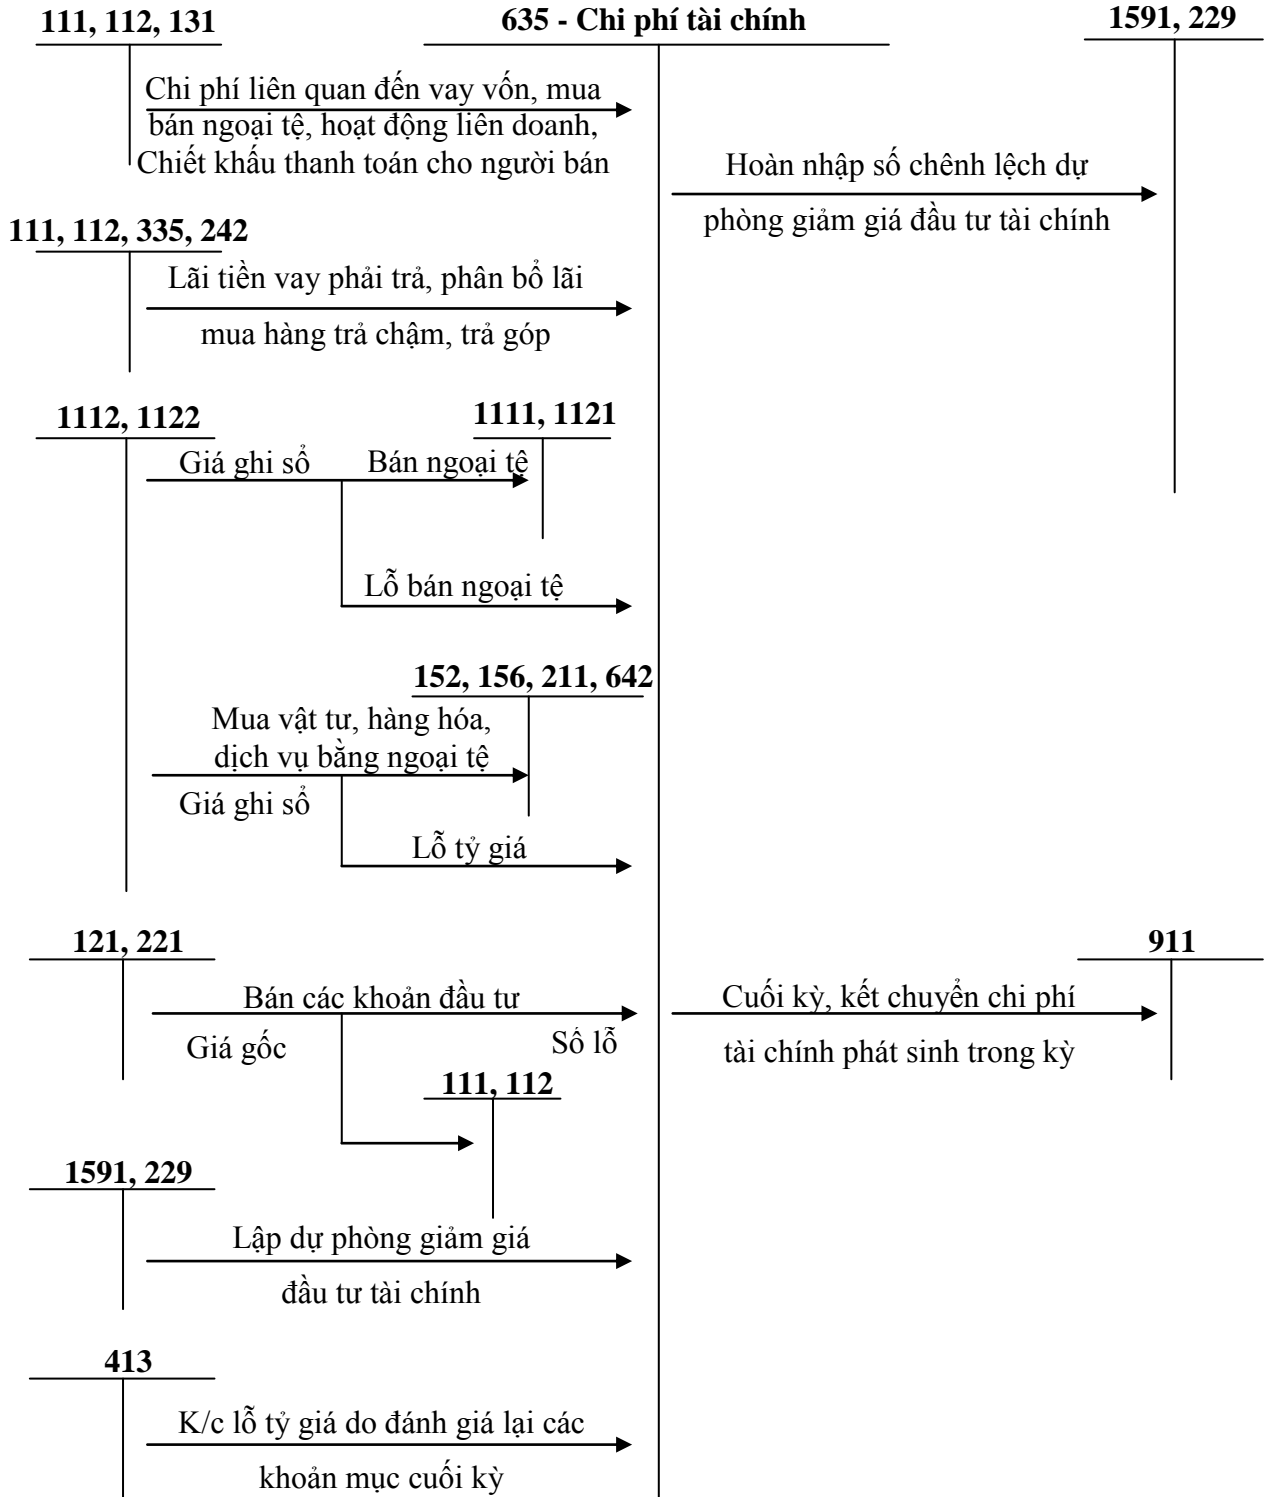 111, 112, 131
635 - Chi phí tài chính
1591, 229
Chi phí liên quan đến vay vốn, mua
bán ngoại tệ, hoạt động liên doanh,
Chiết khấu thanh toán cho người bán
Hoàn nhập số chênh lệch dự
phòng giảm giá đầu tư tài chính
111, 112, 335, 242
Lãi tiền vay phải trả, phân bổ lãi
mua hàng trả chậm, trả góp
1112, 1122
1111, 1121
Giá ghi sổ
Bán ngoại tệ
Lỗ bán ngoại tệ
152, 156, 211, 642
Mua vật tư, hàng hóa,
dịch vụ bằng ngoại tệ
Giá ghi sổ
Lỗ tỷ giá
121, 221
911
Bán các khoản đầu tư
Cuối kỳ, kết chuyển chi phí
Giá gốc
Số lỗ
tài chính phát sinh trong kỳ
111, 112
1591, 229
Lập dự phòng giảm giá
đầu tư tài chính
413
K/c lỗ tỷ giá do đánh giá lại các
khoản mục cuối kỳ